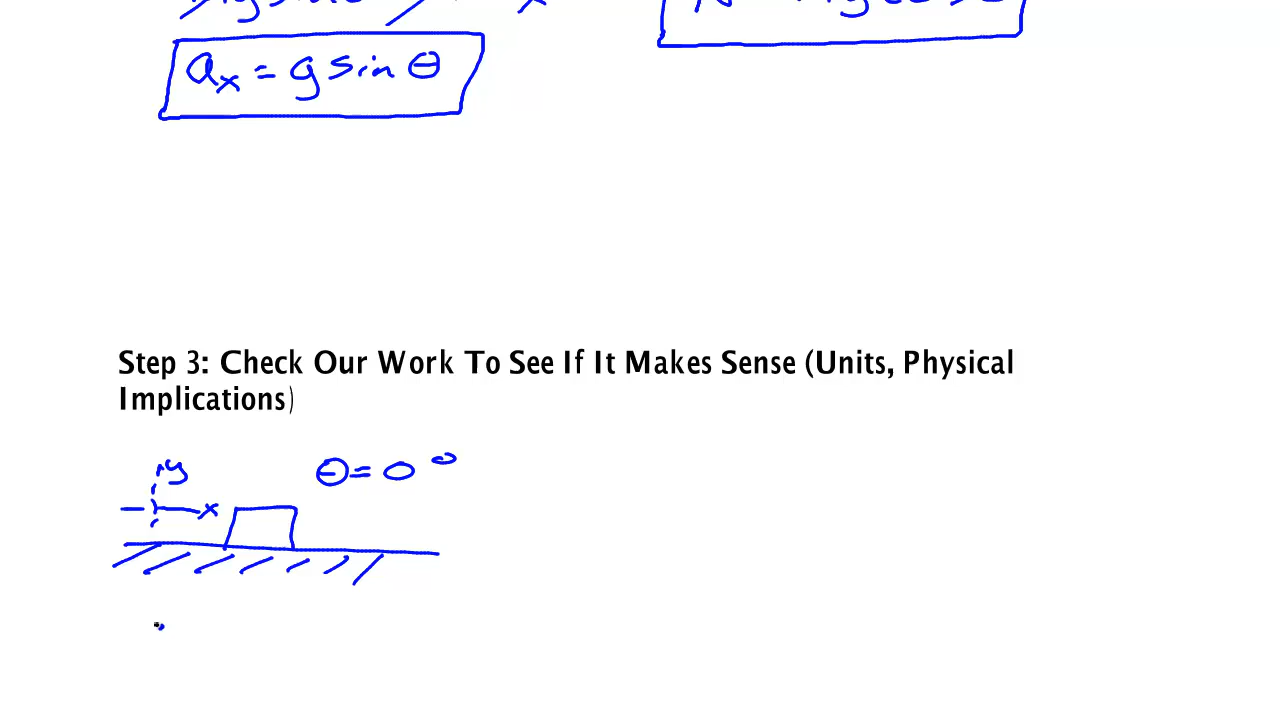 aₓ = g sin θ
Step 3: Check Our Work To See If It Makes Sense (Units, Physical
Implications)
y
θ = 0°
x